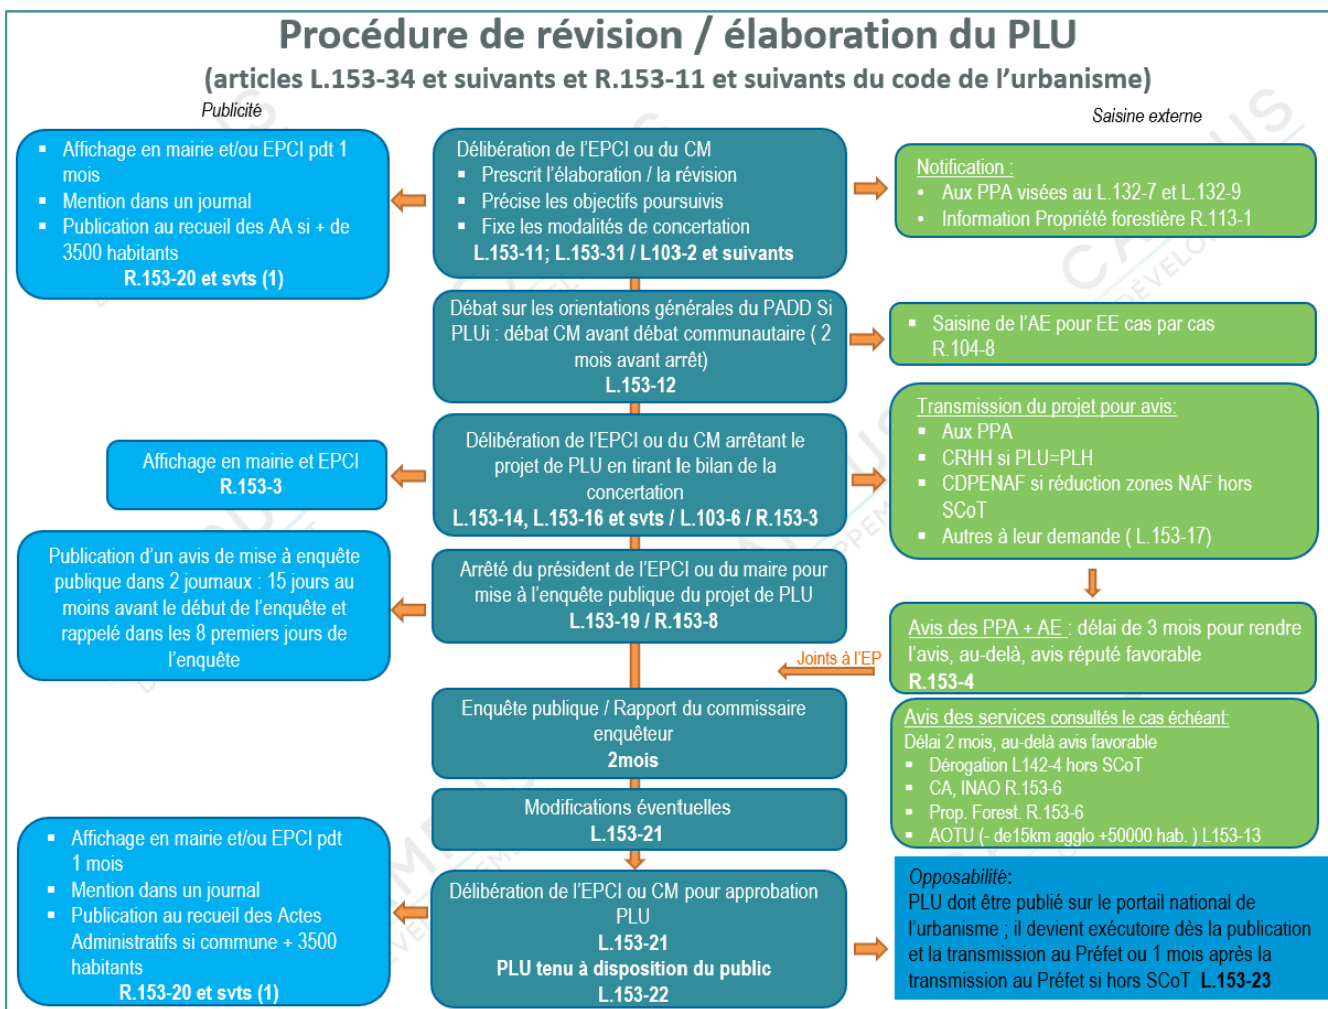 Procédure de révision / élaboration du PLU
(articles L.153-34 et suivants et R.153-11 et suivants du code de l'urbanisme)
Publicité
Saisine externe
▪ Affichage en mairie et/ou EPCI pdt 1
mois
▪ Mention dans un journal
▪ Publication au recueil des AA si + de
3500 habitants
R.153-20 et svts (1)
Délibération de l'EPCI ou du CM
▪ Prescrit l'élaboration / la révision
▪ Précise les objectifs poursuivis
▪ Fixe les modalités de concertation
L.153-11; L.153-31 / L103-2 et suivants
Notification :
• Aux PPA visées au L.132-7 et L.132-9
• Information Propriété forestière R.113-1
Débat sur les orientations générales du PADD Si
PLUi : débat CM avant débat communautaire ( 2
mois avant arrêt)
L.153-12
▪ Saisine de l'AE pour EE cas par cas
R.104-8
Affichage en mairie et EPCI
R.153-3
Délibération de l'EPCI ou du CM arrêtant le
projet de PLU en tirant le bilan de la
concertation
L.153-14, L.153-16 et svts / L.103-6 / R.153-3
Transmission du projet pour avis:
▪ Aux PPA
▪ CRHH si PLU=PLH
▪ CDPENAF si réduction zones NAF hors
SCoT
▪ Autres à leur demande ( L.153-17)
Publication d'un avis de mise à enquête
publique dans 2 journaux : 15 jours au
moins avant le début de l'enquête et
rappelé dans les 8 premiers jours de
l'enquête
Arrêté du président de l'EPCI ou du maire pour
mise à l'enquête publique du projet de PLU
L.153-19 / R.153-8
Avis des PPA + AE : délai de 3 mois pour rendre
l'avis, au-delà, avis réputé favorable
R.153-4
Joints à l'EP
Enquête publique / Rapport du commissaire
enquêteur
2mois
Avis des services consultés le cas échéant:
Délai 2 mois, au-delà avis favorable
▪ Dérogation L142-4 hors SCoT
▪ CA, INAO R.153-6
▪ Prop. Forest. R.153-6
▪ AOTU (- de15km agglo +50000 hab. ) L153-13
Modifications éventuelles
L.153-21
▪ Affichage en mairie et/ou EPCI pdt
1 mois
▪ Mention dans un journal
▪ Publication au recueil des Actes
Administratifs si commune + 3500
habitants
R.153-20 et svts (1)
Délibération de l'EPCI ou CM pour approbation
PLU
L.153-21
PLU tenu à disposition du public
L.153-22
Opposabilité:
PLU doit être publié sur le portail national de
l'urbanisme ; il devient exécutoire dès la publication
et la transmission au Préfet ou 1 mois après la
transmission au Préfet si hors SCoT L.153-23